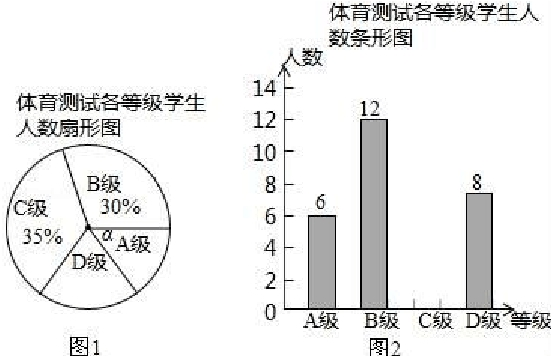 体育测试各等级学生
人数扇形图
B级
30%
C级
35%
α
A级
D级
图1
体育测试各等级学生人
数条形图
人数
14
12
10
8
6
4
2
0
6
12
8
A级
B级
C级
D级
等级
图2